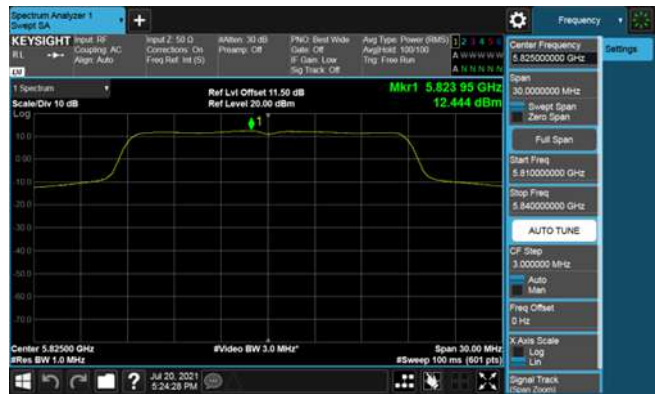 Spectrum Analyzer 1
Swept SA
Frequency
KEYSIGHT
RL
LXI
Input: RF
Coupling: AC
Align: Auto
Input Z: 50 Ω
Corrections: On
Freq Ref: Int (S)
#Atten: 30 dB
Preamp: Off
PNO: Best Wide
Gate: Off
IF Gain: Low
Sig Track: Off
Avg Type: Power (RMS)
Avg|Hold: 100/100
Trig: Free Run
1 2 3 4 5 6
A W W W W W
A N N N N N
1 Spectrum
Scale/Div 10 dB
Ref Lvl Offset 11.50 dB
Ref Level 20.00 dBm
Mkr1 5.823 95 GHz
12.444 dBm
Log
1
10.0
0.00
-10.0
-20.0
-30.0
-40.0
-50.0
-60.0
-70.0
Center 5.82500 GHz
#Res BW 1.0 MHz
#Video BW 3.0 MHz*
Span 30.00 MHz
#Sweep 100 ms (601 pts)
Jul 20, 2021
5:24:28 PM
Center Frequency
5.825000000 GHz
Settings
Span
30.0000000 MHz
Swept Span
Zero Span
Full Span
Start Freq
5.810000000 GHz
Stop Freq
5.840000000 GHz
AUTO TUNE
CF Step
3.000000 MHz
Auto
Man
Freq Offset
0 Hz
X Axis Scale
Log
Lin
Signal Track
(Span Zoom)